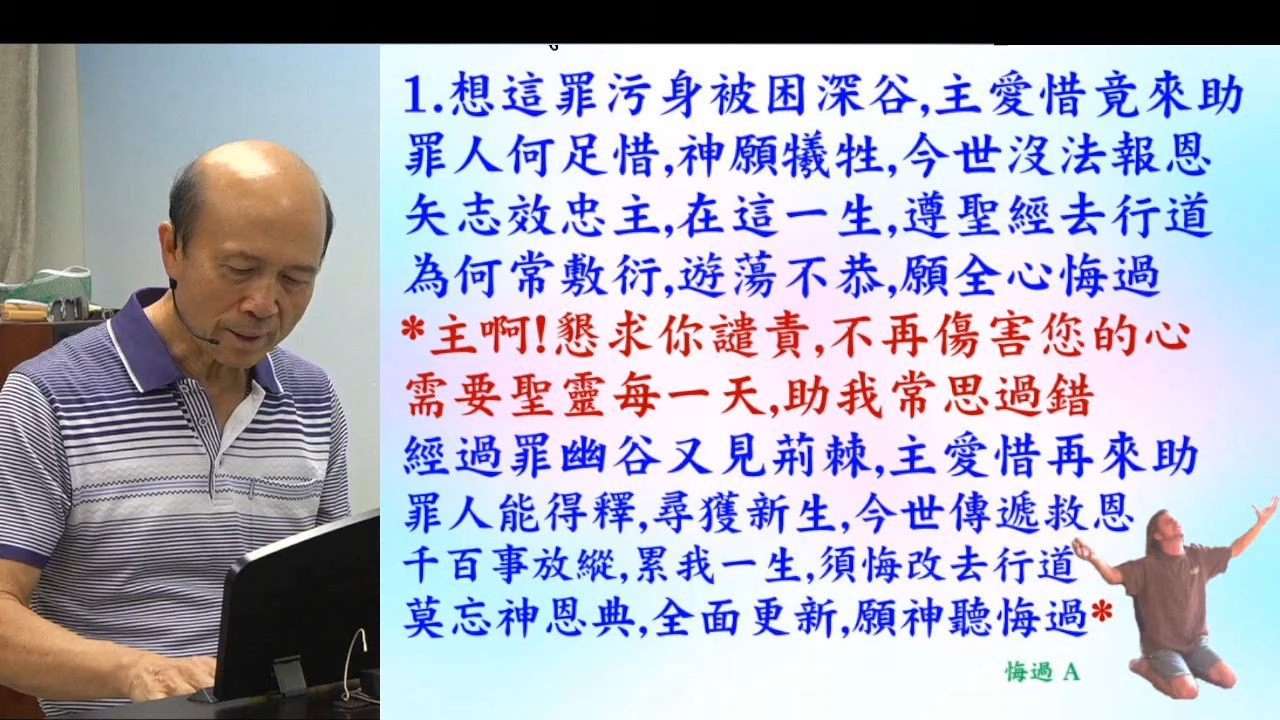 1.想這罪污身被困深谷,主愛惜竟來助
罪人何足惜,神願犧牲,今世沒法報恩
矢志效忠主,在這一生,遵聖經去行道
為何常敷衍,遊蕩不恭,願全心悔過
*主啊!懇求你譴責,不再傷害您的心
需要聖靈每一天,助我常思過錯
經過罪幽谷又見荊棘,主愛惜再來助
罪人能得釋,尋獲新生,今世傳遞救恩
千百事放縱,累我一生,須悔改去行道
莫忘神恩典,全面更新,願神聽悔過*
悔過 A